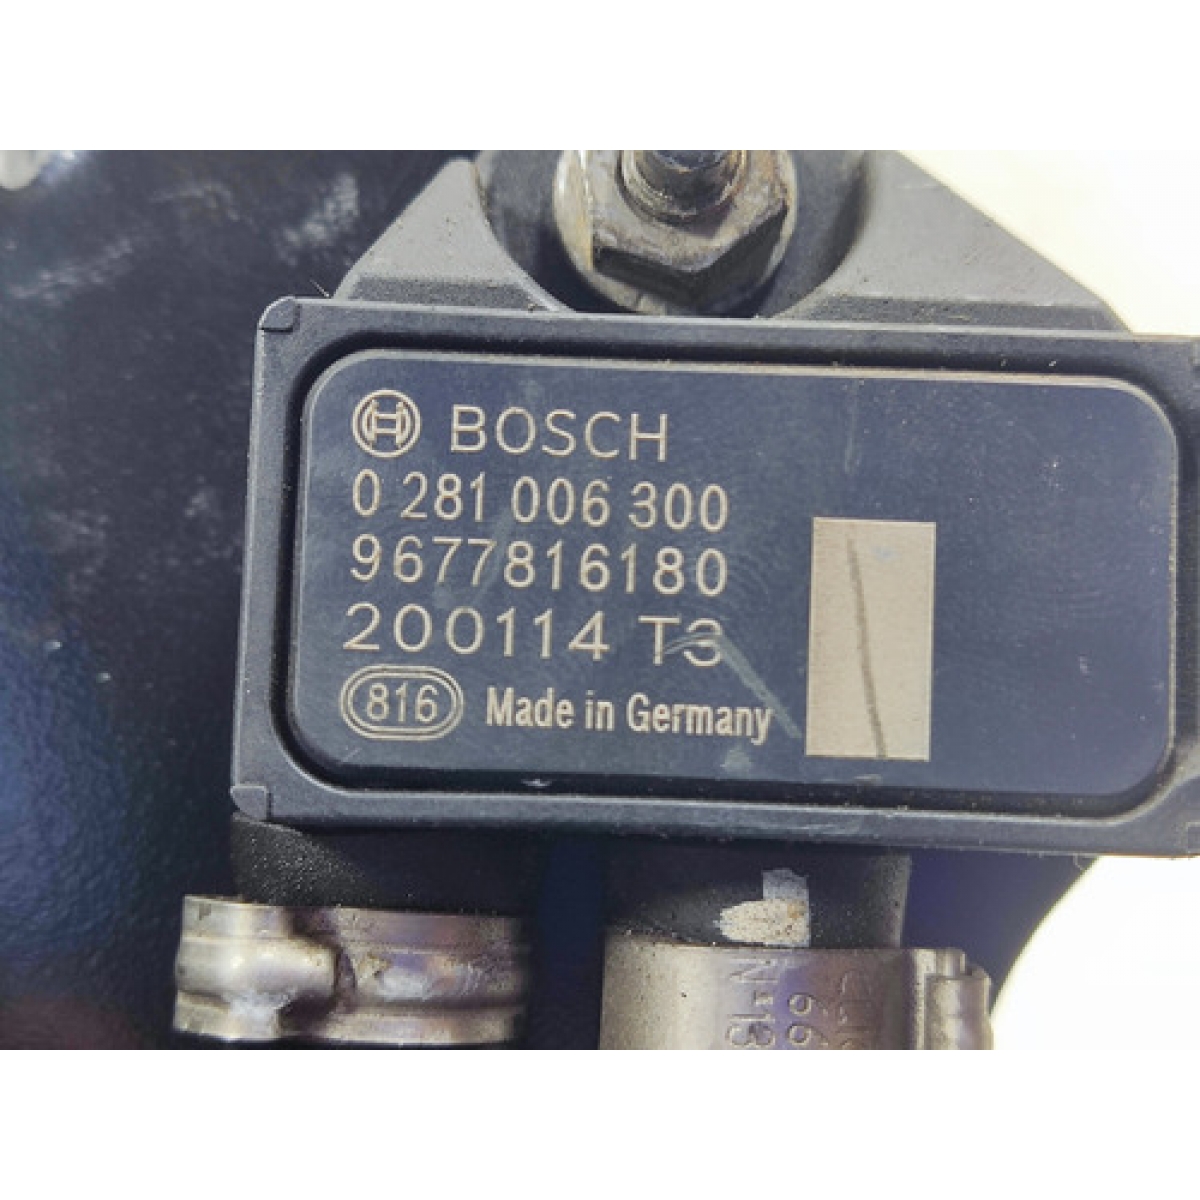 BOSCH
0 281 006 300
9677816180
200114 T3
816 Made in Germany